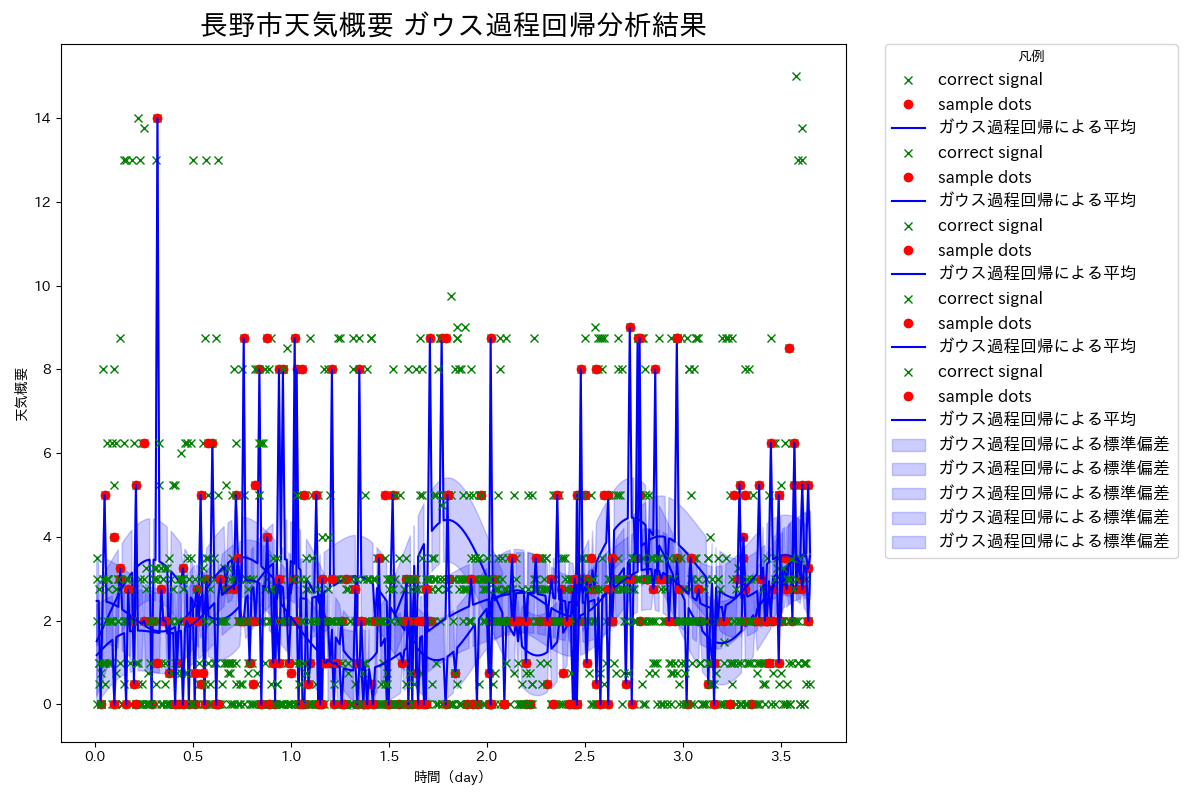 長野市天気概要 ガウス過程回帰分析結果
天気概要
14
12
10
8
6
4
2
0
0.0 0.5 1.0 1.5 2.0 2.5 3.0 3.5
時間（day）
凡例
correct signal
sample dots
ガウス過程回帰による平均
correct signal
sample dots
ガウス過程回帰による平均
correct signal
sample dots
ガウス過程回帰による平均
correct signal
sample dots
ガウス過程回帰による平均
correct signal
sample dots
ガウス過程回帰による平均
ガウス過程回帰による標準偏差
ガウス過程回帰による標準偏差
ガウス過程回帰による標準偏差
ガウス過程回帰による標準偏差
ガウス過程回帰による標準偏差